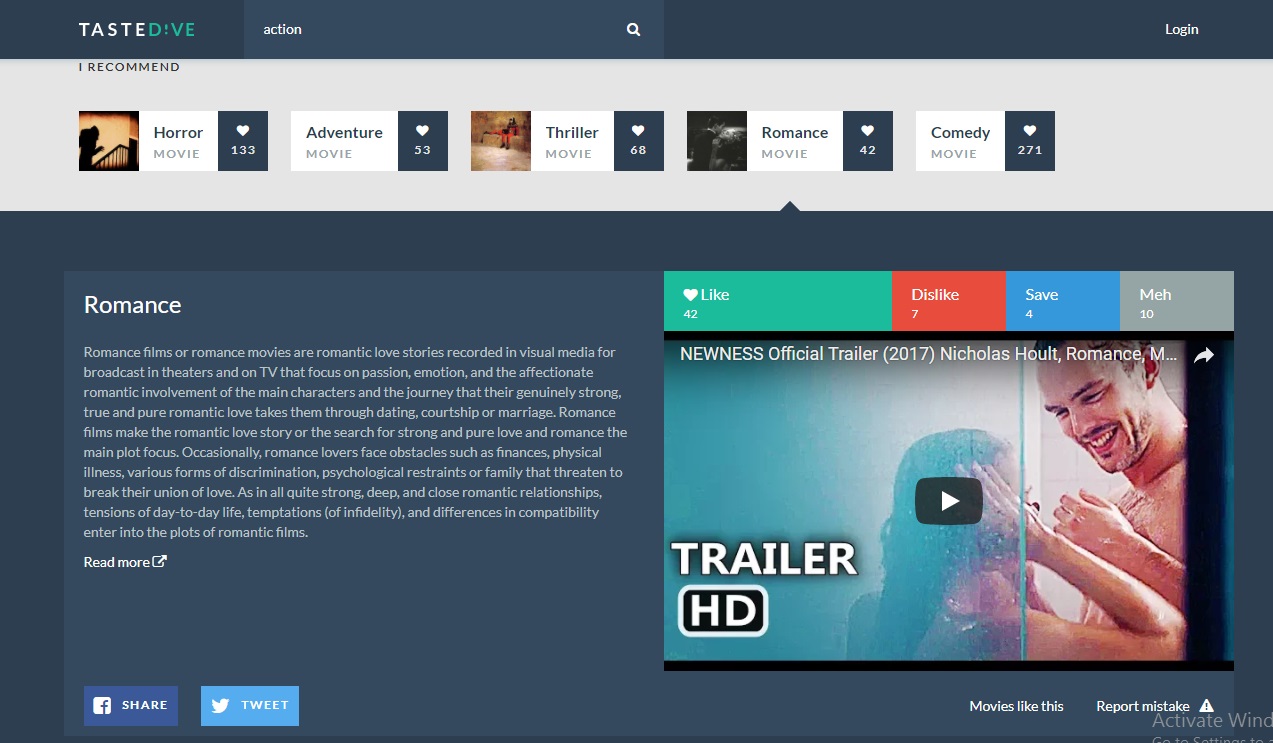 TASTED!VE
action
Login
I RECOMMEND
Horror
MOVIE
133
Adventure
MOVIE
53
Thriller
MOVIE
68
Romance
MOVIE
42
Comedy
MOVIE
271
Romance
Romance films or romance movies are romantic love stories recorded in visual media for
broadcast in theaters and on TV that focus on passion, emotion, and the affectionate
romantic involvement of the main characters and the journey that their genuinely strong,
true and pure romantic love takes them through dating, courtship or marriage. Romance
films make the romantic love story or the search for strong and pure love and romance the
main plot focus. Occasionally, romance lovers face obstacles such as finances, physical
illness, various forms of discrimination, psychological restraints or family that threaten to
break their union of love. As in all quite strong, deep, and close romantic relationships,
tensions of day-to-day life, temptations (of infidelity), and differences in compatibility
enter into the plots of romantic films.
Read more
SHARE
TWEET
Like
42
Dislike
7
Save
4
Meh
10
NEWNESS Official Trailer (2017) Nicholas Hoult, Romance, M...
TRAILER
HD
Movies like this
Report mistake
Activate Wind
Go to Settings to a